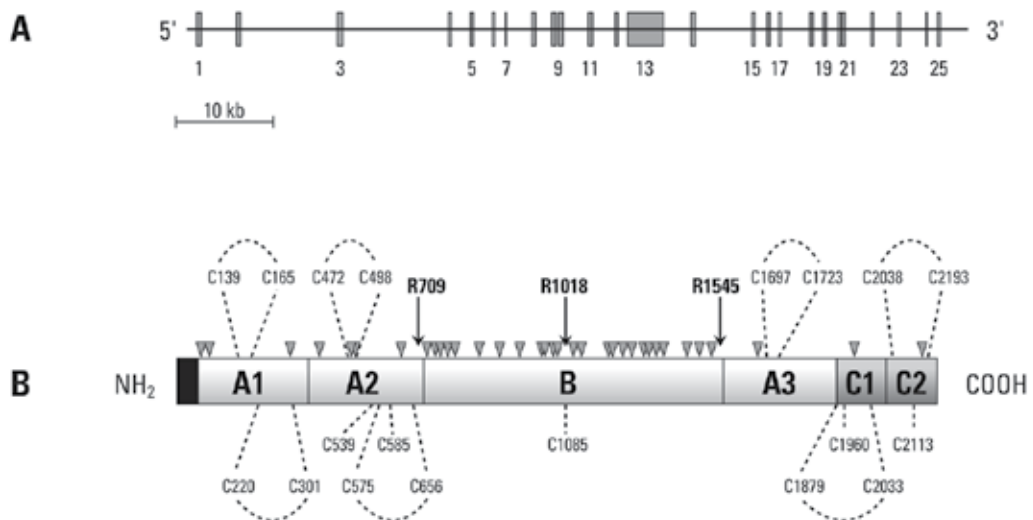 A 5' 3'
1 3 5 7 9 11 13 15 17 19 21 23 25
10 kb
C139 C165 C472 C498 C1697 C1723 C2038 C2193
R709 R1018 R1545
B NH2 A1 A2 B A3 C1 C2 COOH
C539 C585 C1085 C1960 C2113
C220 C301 C575 C656 C1879 C2033